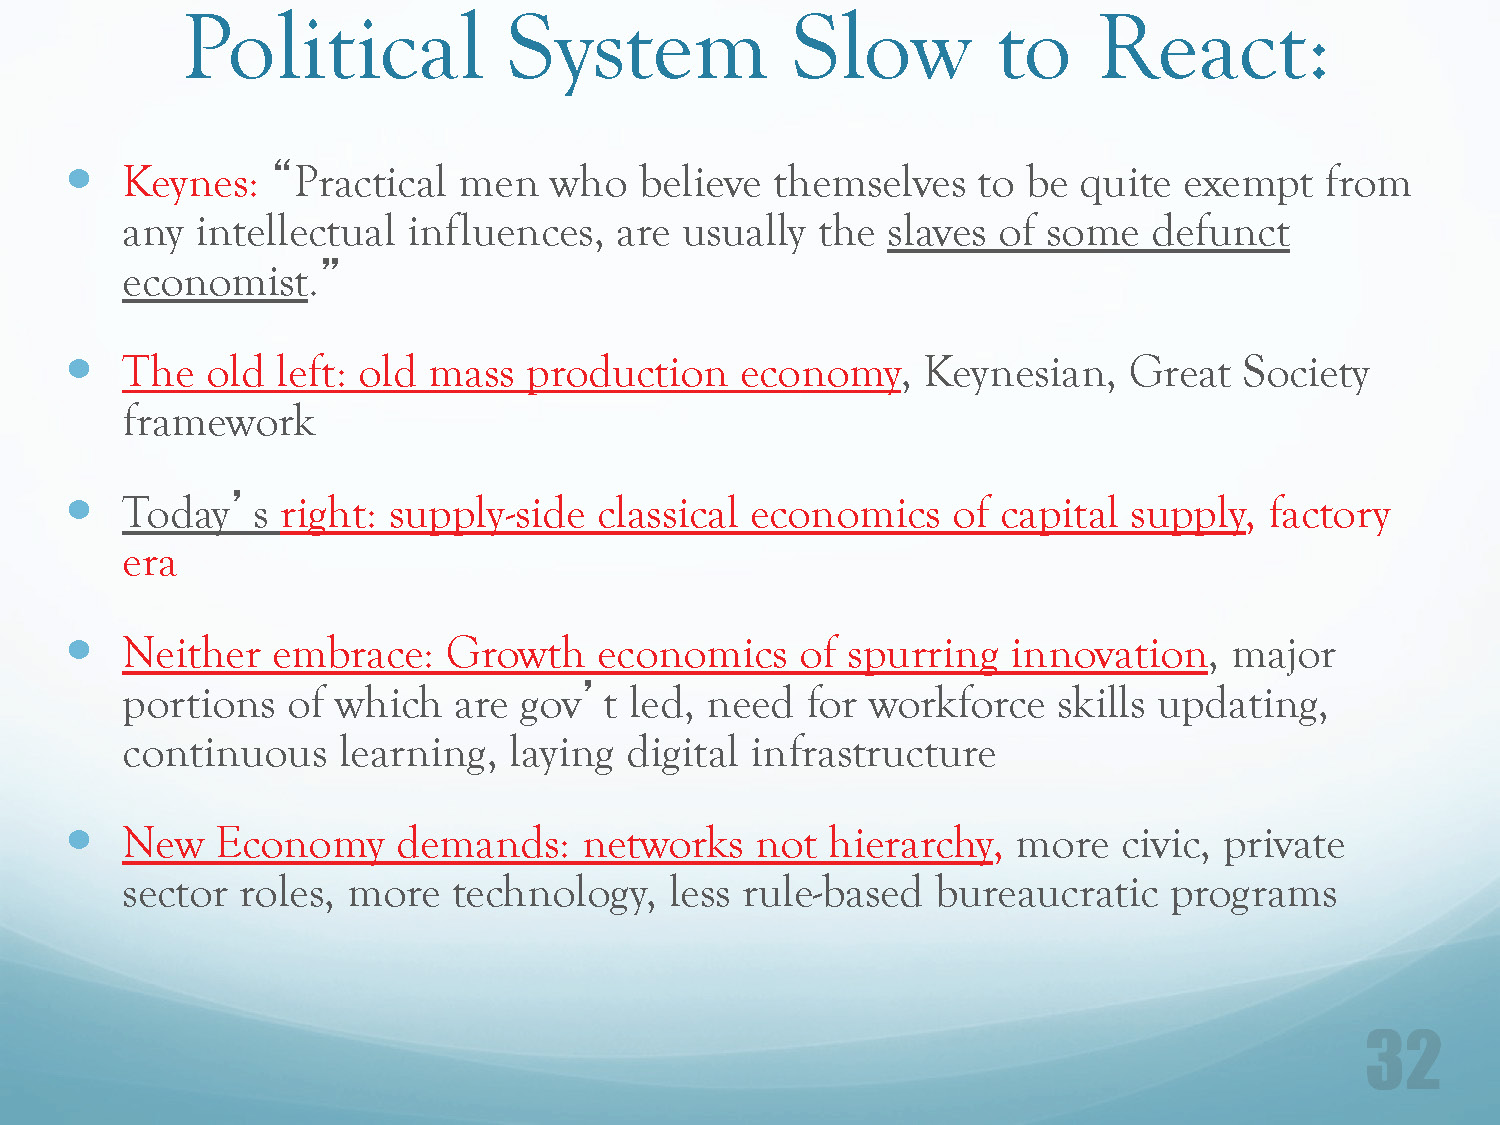 Political System Slow to React:
• Keynes: “Practical men who believe themselves to be quite exempt from
any intellectual influences, are usually the slaves of some defunct
economist.”
• The old left: old mass production economy, Keynesian, Great Society
framework
• Today’s right: supply-side classical economics of capital supply, factory
era
• Neither embrace: Growth economics of spurring innovation, major
portions of which are gov’t led, need for workforce skills updating,
continuous learning, laying digital infrastructure
• New Economy demands: networks not hierarchy, more civic, private
sector roles, more technology, less rule-based bureaucratic programs
32